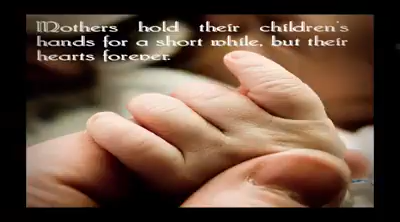 Mothers hold their children's
hands for a short while, but their
hearts forever.